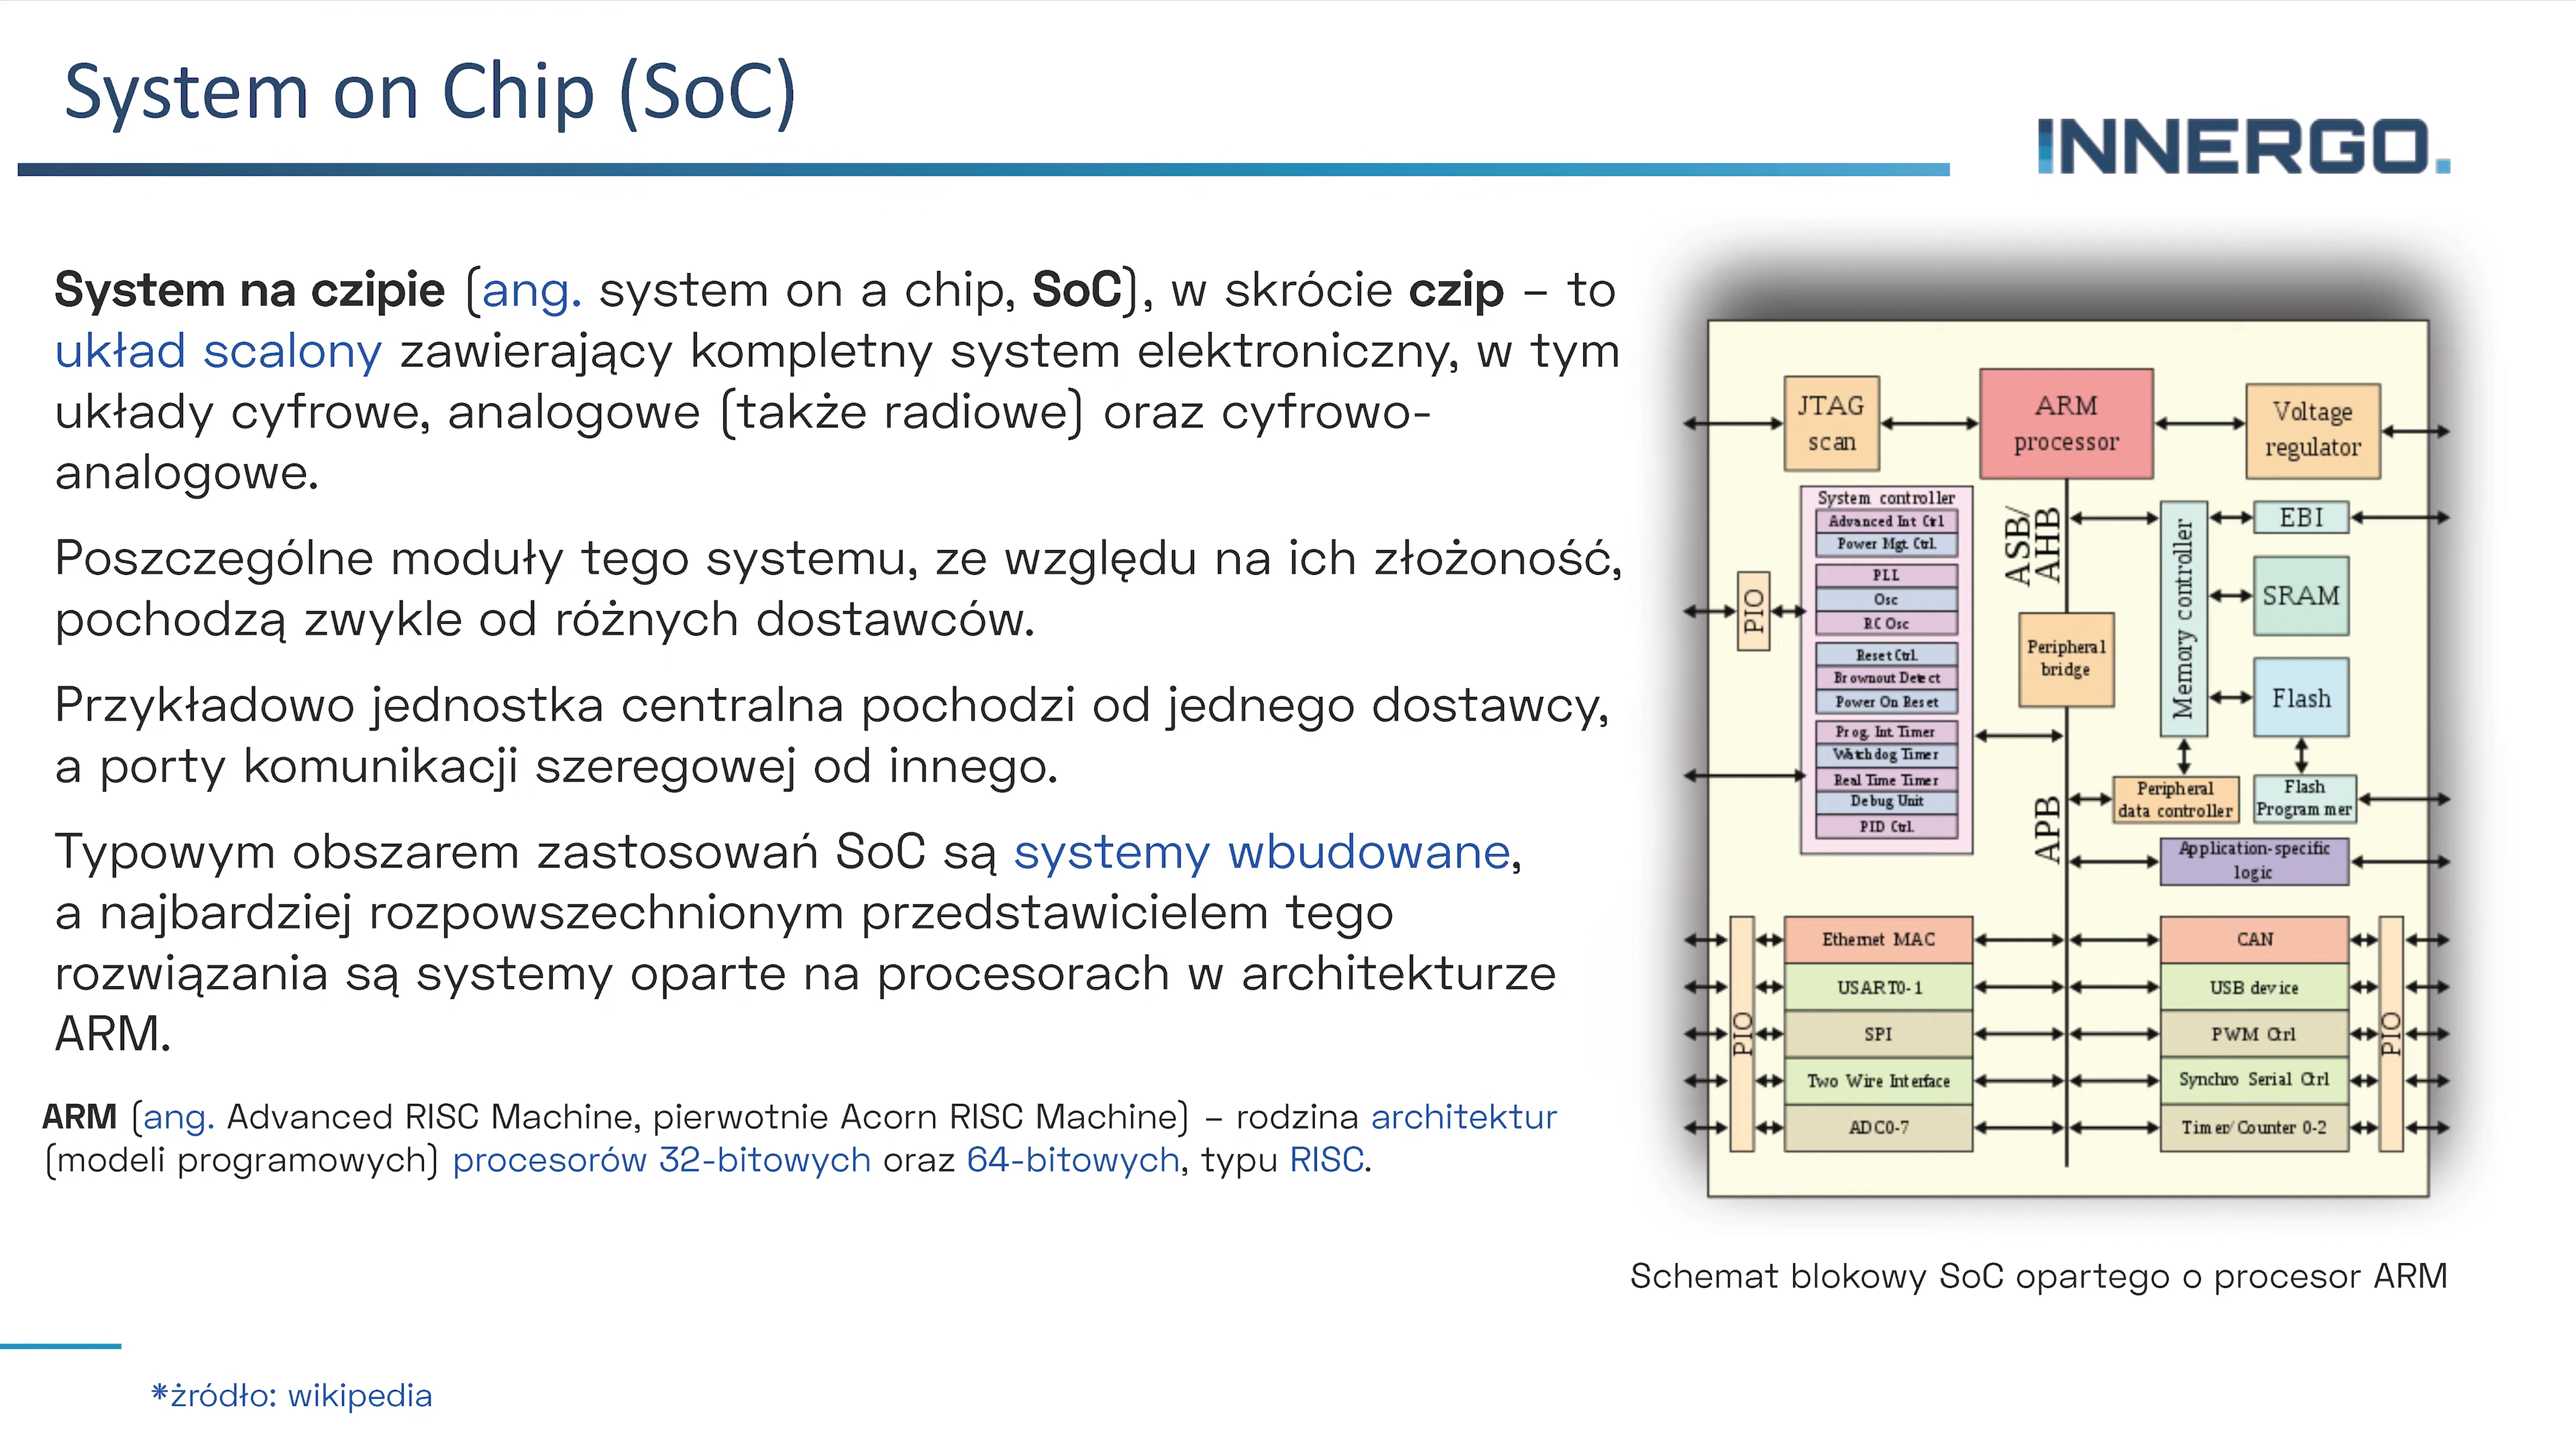 System on Chip (SoC)
INNERGO.
System na czipie (ang. system on a chip, SoC), w skrócie czip – to
układ scalony zawierający kompletny system elektroniczny, w tym
układy cyfrowe, analogowe (także radiowe) oraz cyfrowo-
analogowe.
Poszczególne moduły tego systemu, ze względu na ich złożoność,
pochodzą zwykle od różnych dostawców.
Przykładowo jednostka centralna pochodzi od jednego dostawcy,
a porty komunikacji szeregowej od innego.
Typowym obszarem zastosowań SoC są systemy wbudowane,
a najbardziej rozpowszechnionym przedstawicielem tego
rozwiązania są systemy oparte na procesorach w architekturze
ARM.
ARM (ang. Advanced RISC Machine, pierwotnie Acorn RISC Machine) – rodzina architektur
(modeli programowych) procesorów 32-bitowych oraz 64-bitowych, typu RISC.
JTAG
scan
ARM
processor
Voltage
regulator
System controller
Advanced Int Ctrl
Power Mgt. Ctrl.
PLL
Osc
RC Osc
Reset Ctrl.
Brownout Detect
Power On Reset
Prog. Int. Timer
Watchdog Timer
Real Time Timer
Debug Unit
PID Ctrl.
PIO
ASB/
AHB
Peripheral
bridge
APB
Memory controller
EBI
SRAM
Flash
Peripheral
data controller
Flash
Programmer
Application-specific
logic
PIO
Ethernet MAC
USART0-1
SPI
Two Wire Interface
ADC0-7
CAN
USB device
PWM Ctrl
Synchro Serial Ctrl
Timer/Counter 0-2
PIO
Schemat blokowy SoC opartego o procesor ARM
*żródło: wikipedia